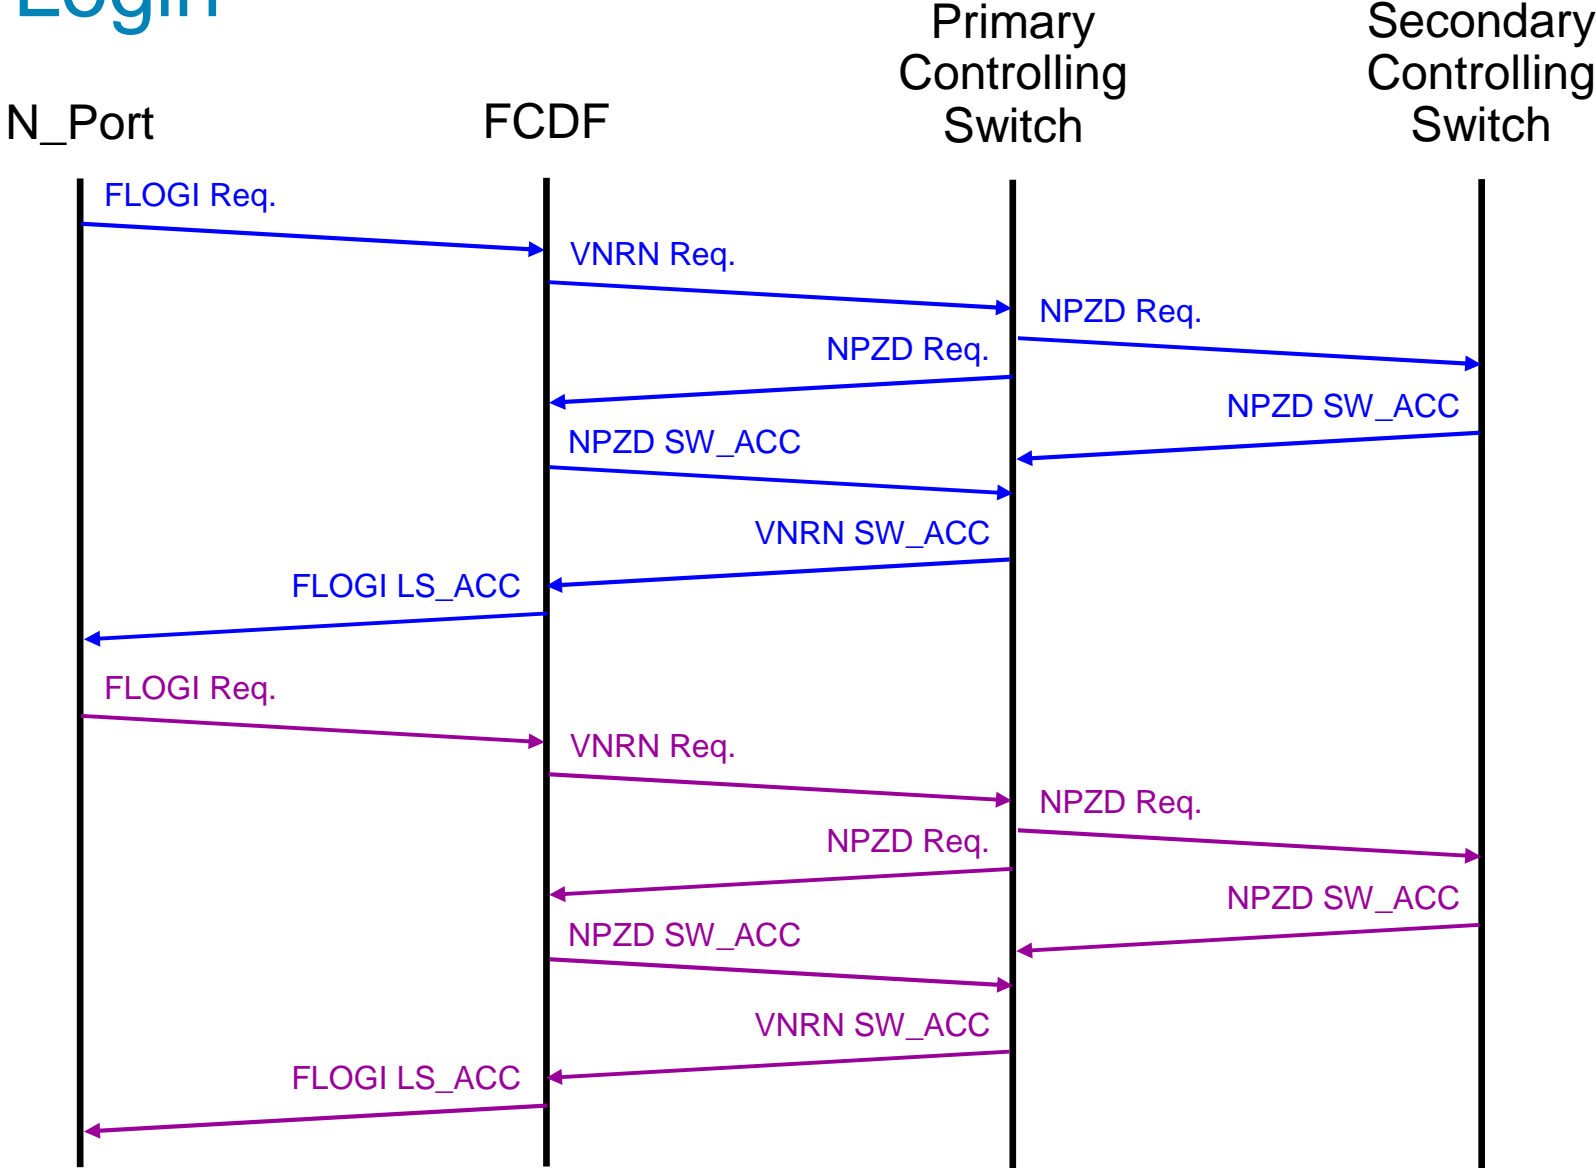 Login
Primary
Controlling
Switch
Secondary
Controlling
Switch
N_Port
FCDF
FLOGI Req.
VNRN Req.
NPZD Req.
NPZD Req.
NPZD SW_ACC
NPZD SW_ACC
VNRN SW_ACC
FLOGI LS_ACC
FLOGI Req.
VNRN Req.
NPZD Req.
NPZD Req.
NPZD SW_ACC
NPZD SW_ACC
VNRN SW_ACC
FLOGI LS_ACC